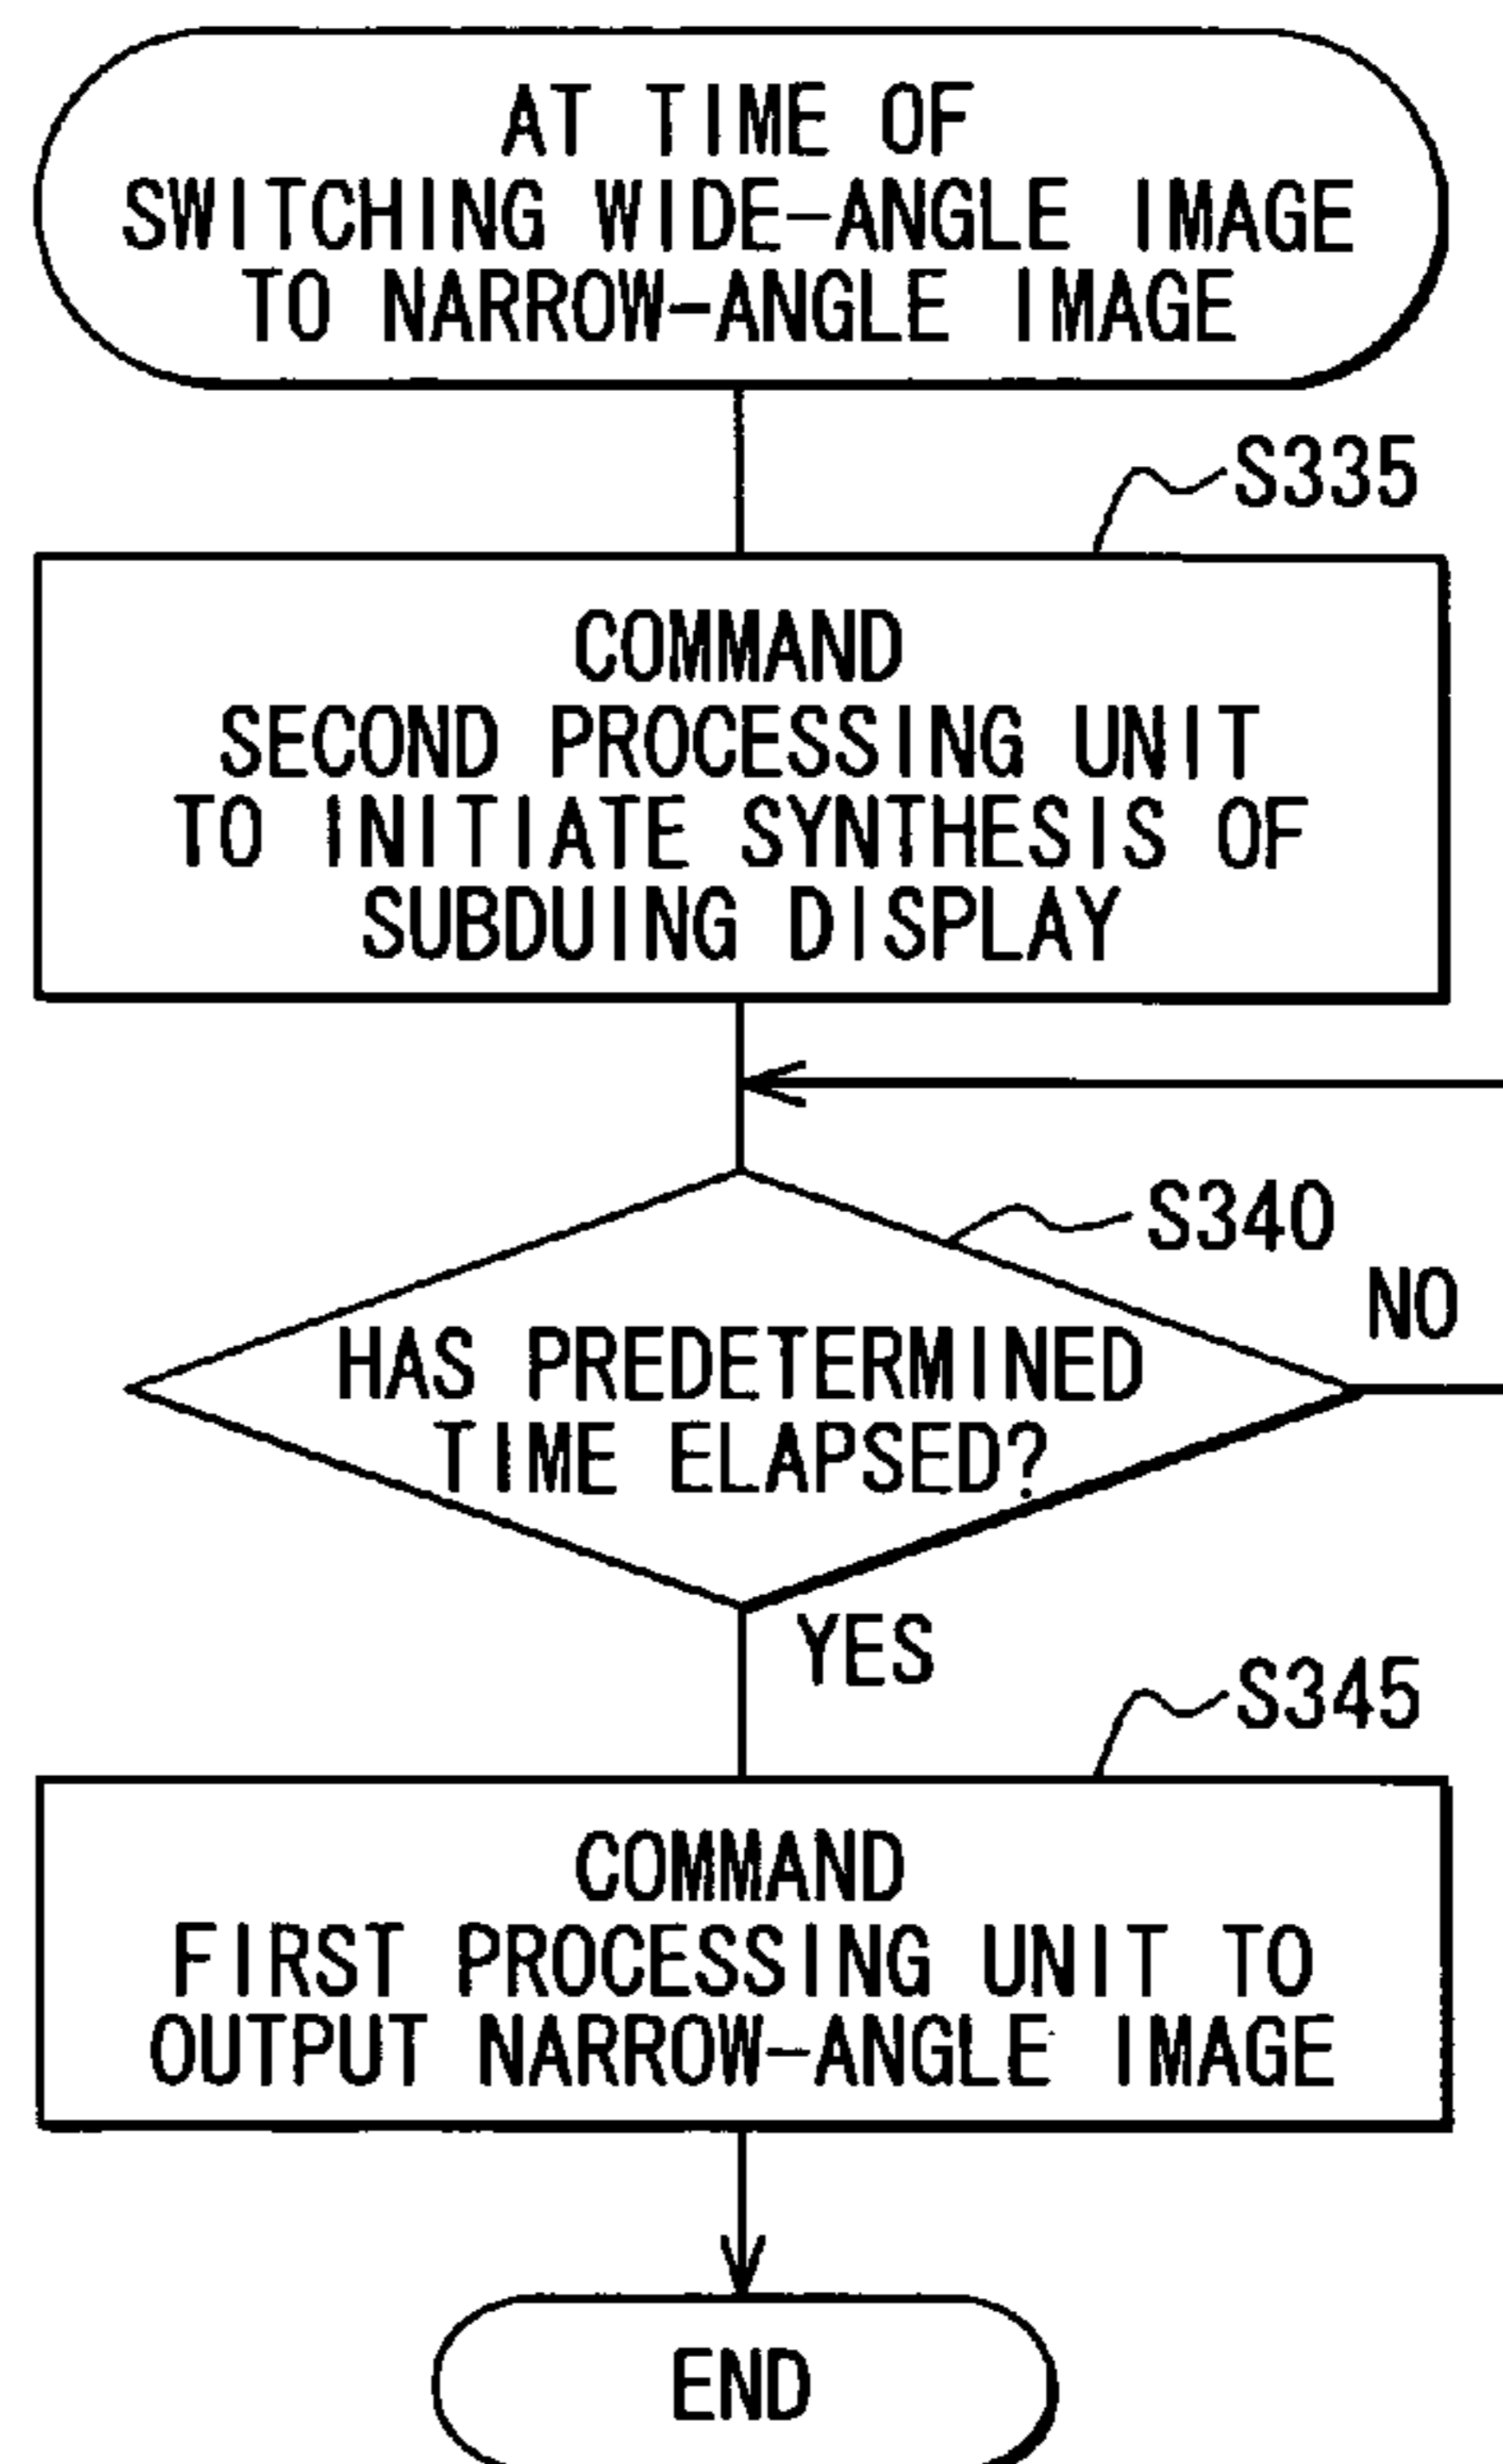 AT TIME OF
SWITCHING WIDE-ANGLE IMAGE
TO NARROW-ANGLE IMAGE
S335
COMMAND
SECOND PROCESSING UNIT
TO INITIATE SYNTHESIS OF
SUBDUING DISPLAY
S340
NO
HAS PREDETERMINED
TIME ELAPSED?
YES
S345
COMMAND
FIRST PROCESSING UNIT TO
OUTPUT NARROW-ANGLE IMAGE
END